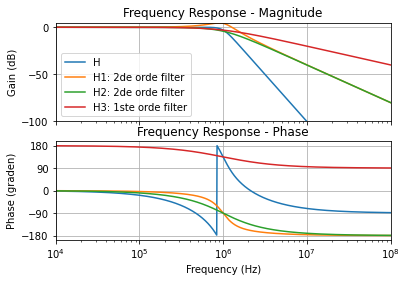 Frequency Response - Magnitude
Gain (dB)
0
−50
−100
H
H1: 2de orde filter
H2: 2de orde filter
H3: 1ste orde filter
Frequency Response - Phase
Phase (graden)
180
90
0
−90
−180
10⁴ 10⁵ 10⁶ 10⁷ 10⁸
Frequency (Hz)